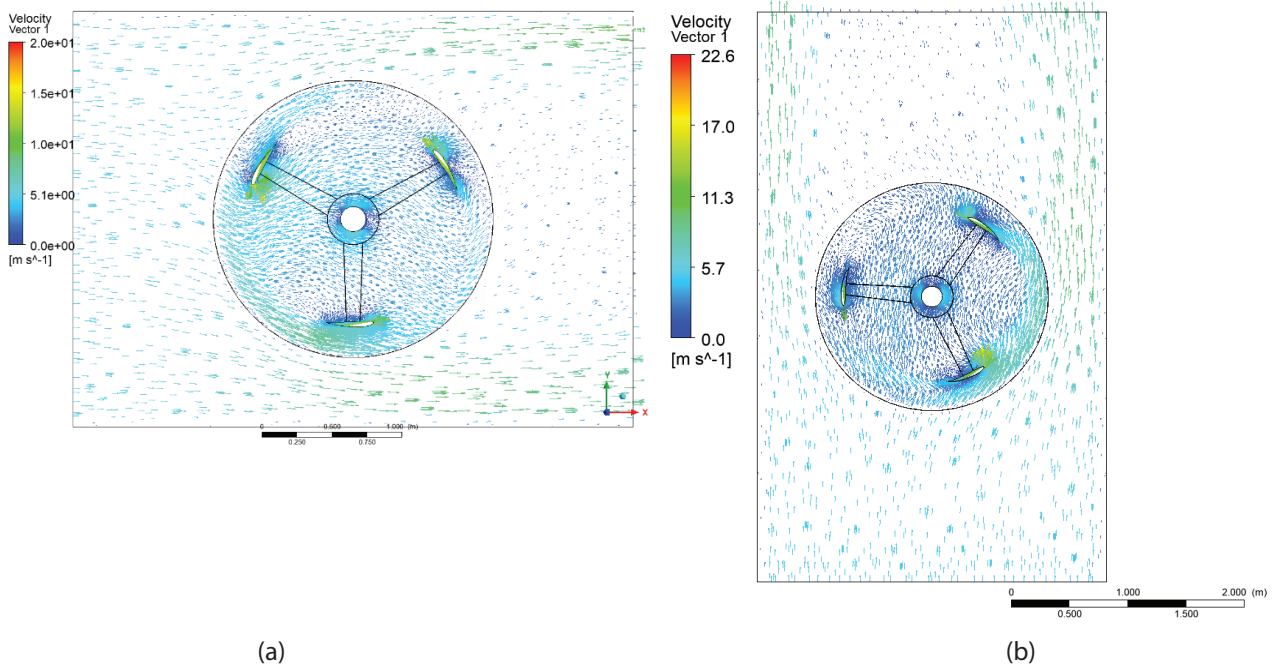 Velocity
Vector 1
2.0e+01
1.5e+01
1.0e+01
5.1e+00
0.0e+00
[m s^-1]
Y
X
0 0.500 1.000 (m)
0.250 0.750
(a)
Velocity
Vector 1
22.6
17.0
11.3
5.7
0.0
[m s^-1]
0 1.000 2.000 (m)
0.500 1.500
(b)